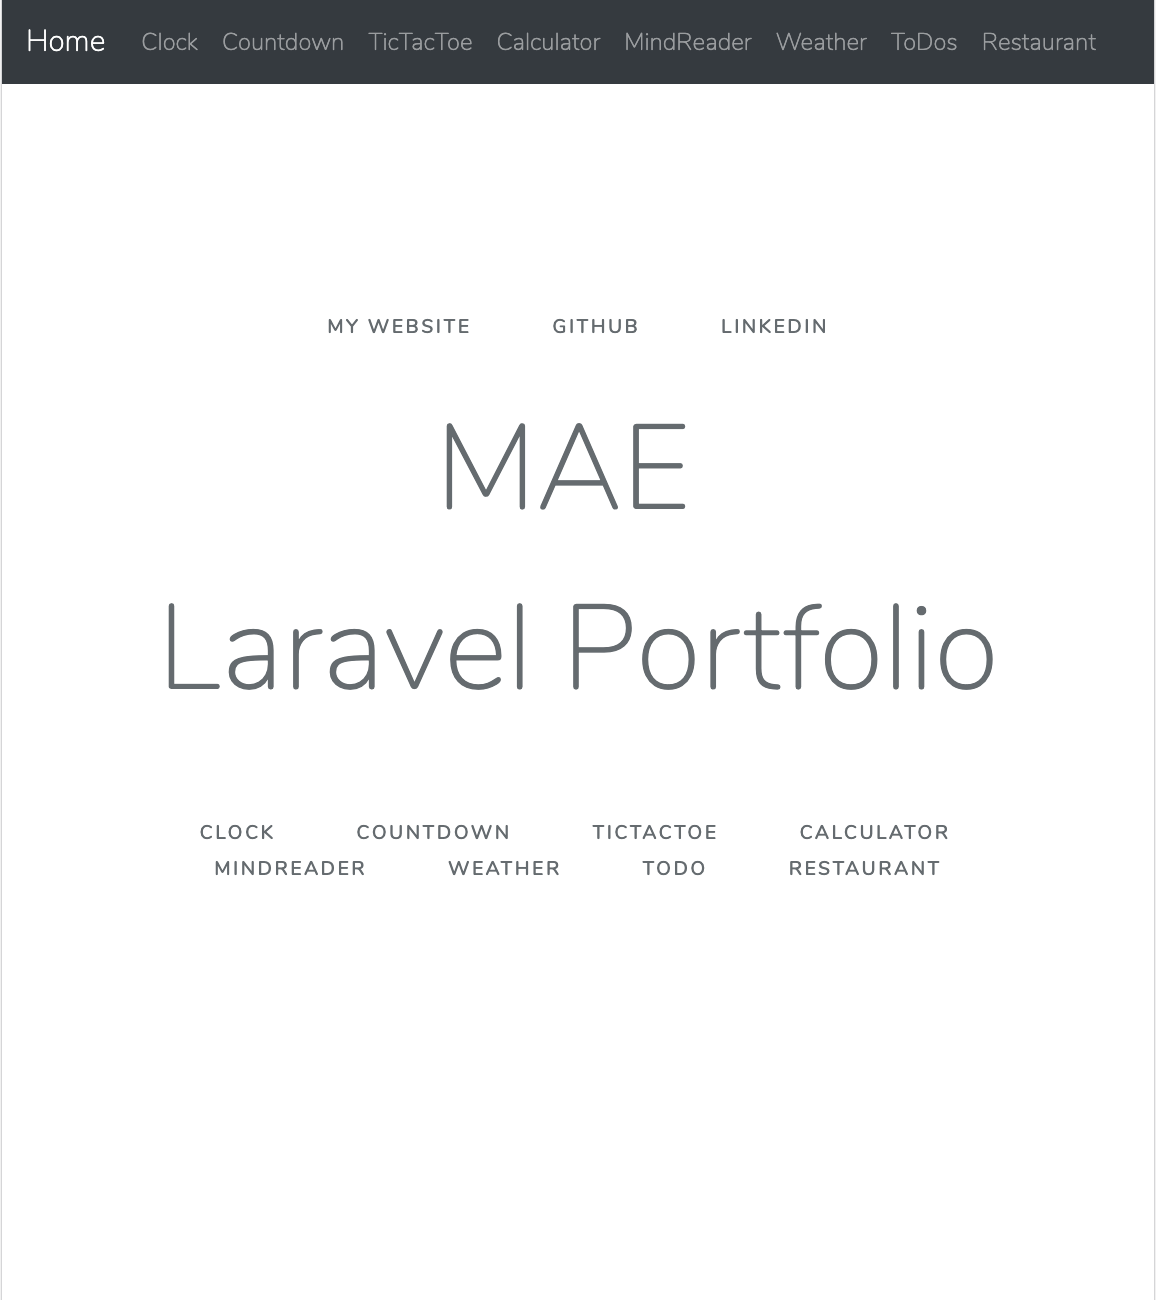 Home Clock Countdown TicTacToe Calculator MindReader Weather ToDos Restaurant
MY WEBSITE GITHUB LINKEDIN
MAE
Laravel Portfolio
CLOCK COUNTDOWN TICTACTOE CALCULATOR
MINDREADER WEATHER TODO RESTAURANT